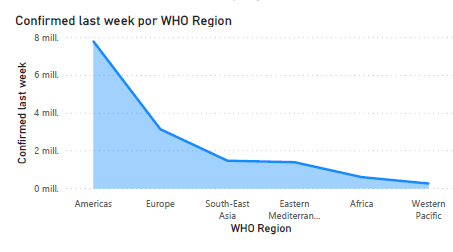 Confirmed last week por WHO Region
Confirmed last week
8 mill.
6 mill.
4 mill.
2 mill.
0 mill.
Americas
Europe
South-East
Asia
Eastern
Mediterran...
Africa
Western
Pacific
WHO Region